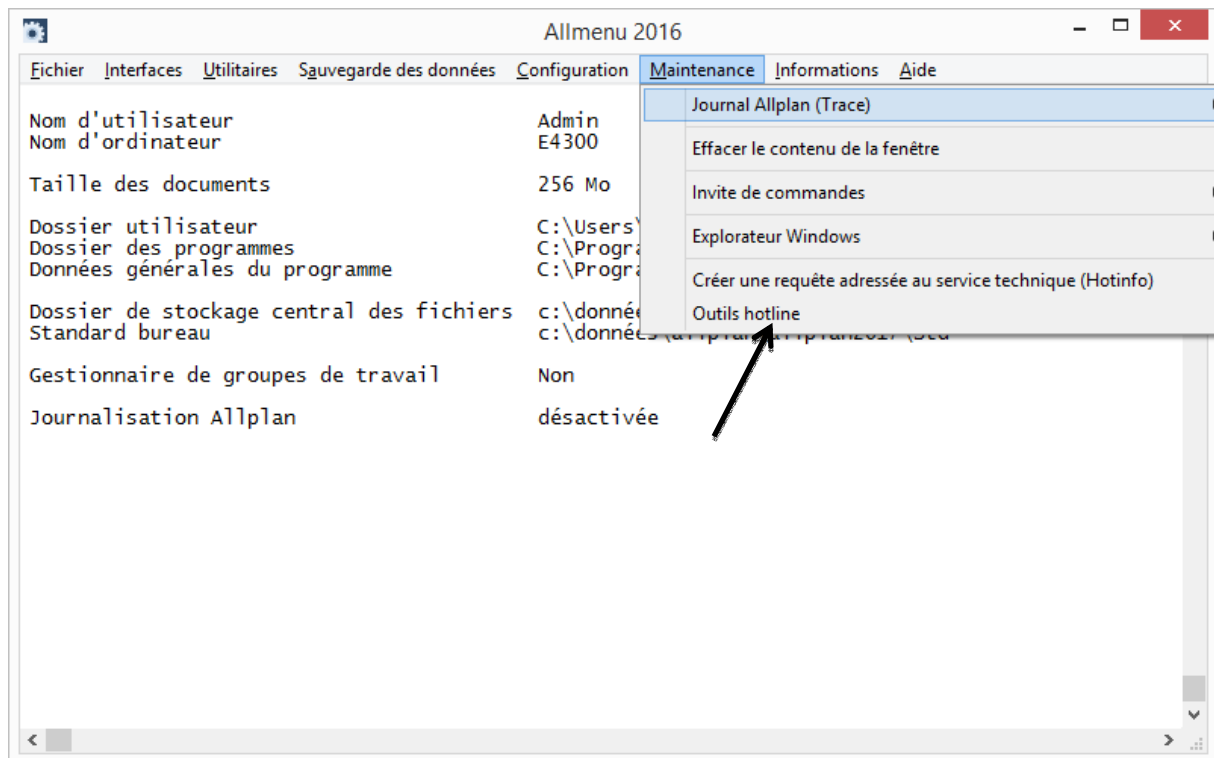 Allmenu 2016
Fichier Interfaces Utilitaires Sauvegarde des données Configuration Maintenance Informations Aide
Nom d'utilisateur Admin
Nom d'ordinateur E4300
Taille des documents 256 Mo
Dossier utilisateur C:\Users\
Dossier des programmes C:\Progra
Données générales du programme C:\Progra
Dossier de stockage central des fichiers c:\donné
Standard bureau c:\données\
Gestionnaire de groupes de travail Non
Journalisation Allplan désactivée
Journal Allplan (Trace)
Effacer le contenu de la fenêtre
Invite de commandes
Explorateur Windows
Créer une requête adressée au service technique (Hotinfo)
Outils hotline